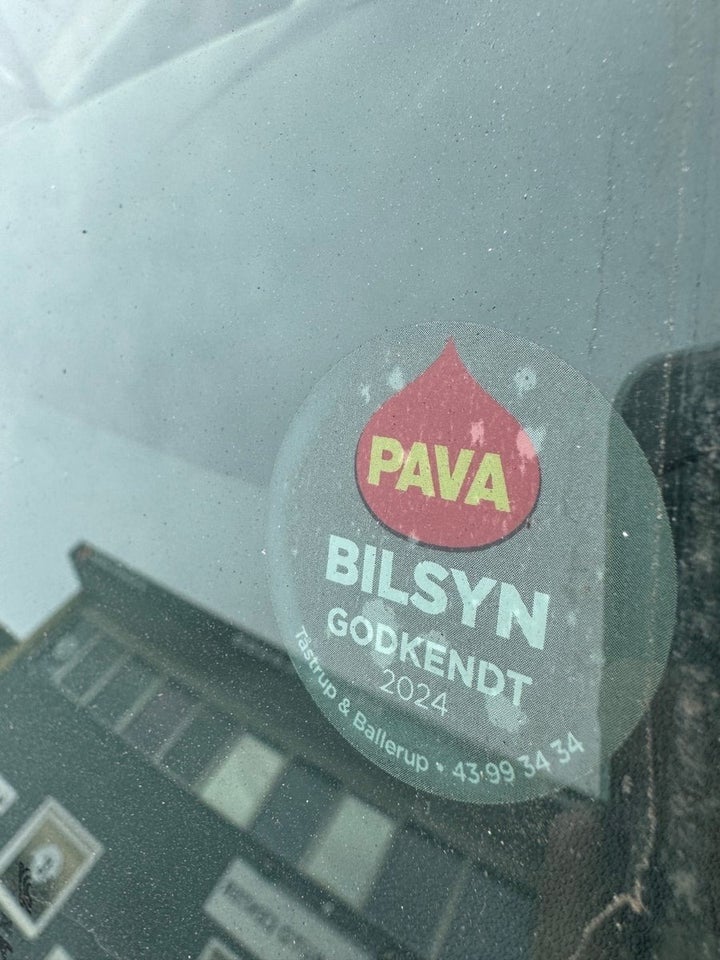 PAVA
BILSYN
GODKENDT
2024
Tåstrup & Ballerup • 43 99 34 34